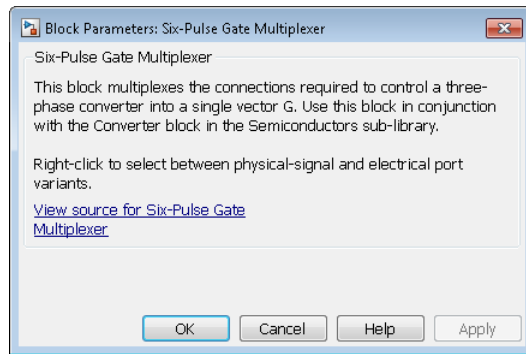 Block Parameters: Six-Pulse Gate Multiplexer
Six-Pulse Gate Multiplexer
This block multiplexes the connections required to control a three-
phase converter into a single vector G. Use this block in conjunction
with the Converter block in the Semiconductors sub-library.
Right-click to select between physical-signal and electrical port
variants.
View source for Six-Pulse Gate
Multiplexer
OK Cancel Help Apply